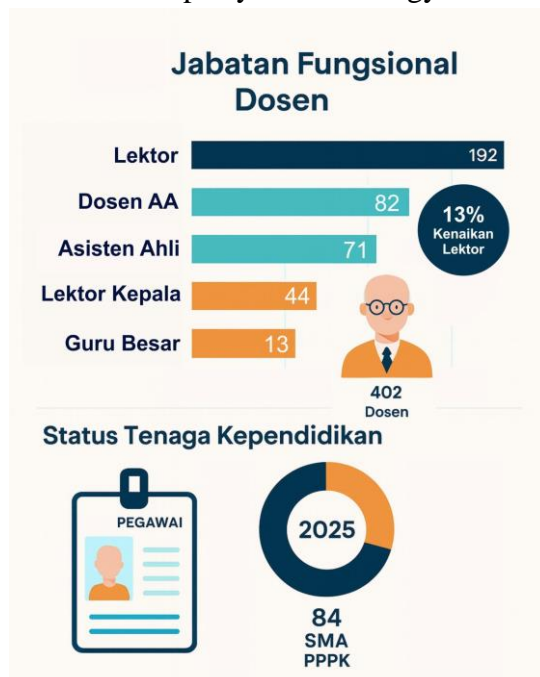 Jabatan Fungsional
Dosen
Lektor 192
Dosen AA 82
Asisten Ahli 71
Lektor Kepala 44
Guru Besar 13
13%
Kenaikan
Lektor
402
Dosen
Status Tenaga Kependidikan
PEGAWAI
2025
84
SMA
PPPK